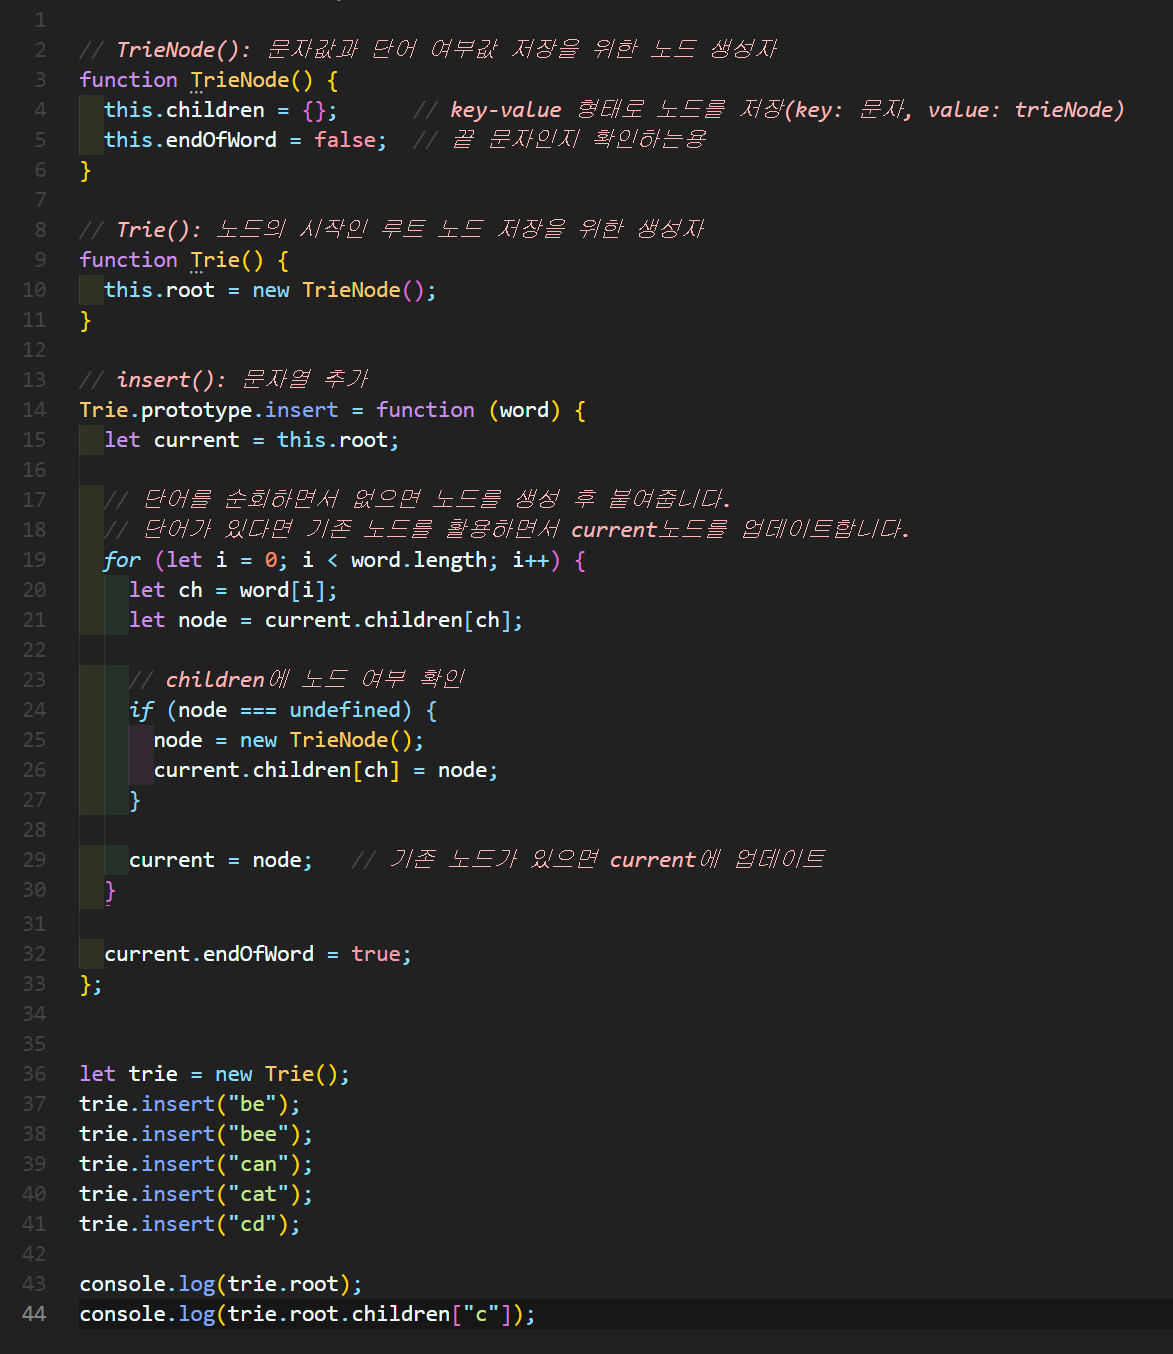 1
2 // TrieNode(): 문자값과 단어 여부값 저장을 위한 노드 생성자
3 function TrieNode() {
4   this.children = {};      // key-value 형태로 노드를 저장(key: 문자, value: trieNode)
5   this.endOfWord = false;  // 끝 문자인지 확인하는용
6 }
7
8 // Trie(): 노드의 시작인 루트 노드 저장을 위한 생성자
9 function Trie() {
10   this.root = new TrieNode();
11 }
12
13 // insert(): 문자열 추가
14 Trie.prototype.insert = function (word) {
15   let current = this.root;
16
17   // 단어를 순회하면서 없으면 노드를 생성 후 붙여줍니다.
18   // 단어가 있다면 기존 노드를 활용하면서 current노드를 업데이트합니다.
19   for (let i = 0; i < word.length; i++) {
20     let ch = word[i];
21     let node = current.children[ch];
22
23     // children에 노드 여부 확인
24     if (node === undefined) {
25       node = new TrieNode();
26       current.children[ch] = node;
27     }
28
29     current = node;   // 기존 노드가 있으면 current에 업데이트
30   }
31
32   current.endOfWord = true;
33 };
34
35
36 let trie = new Trie();
37 trie.insert("be");
38 trie.insert("bee");
39 trie.insert("can");
40 trie.insert("cat");
41 trie.insert("cd");
42
43 console.log(trie.root);
44 console.log(trie.root.children["c"]);